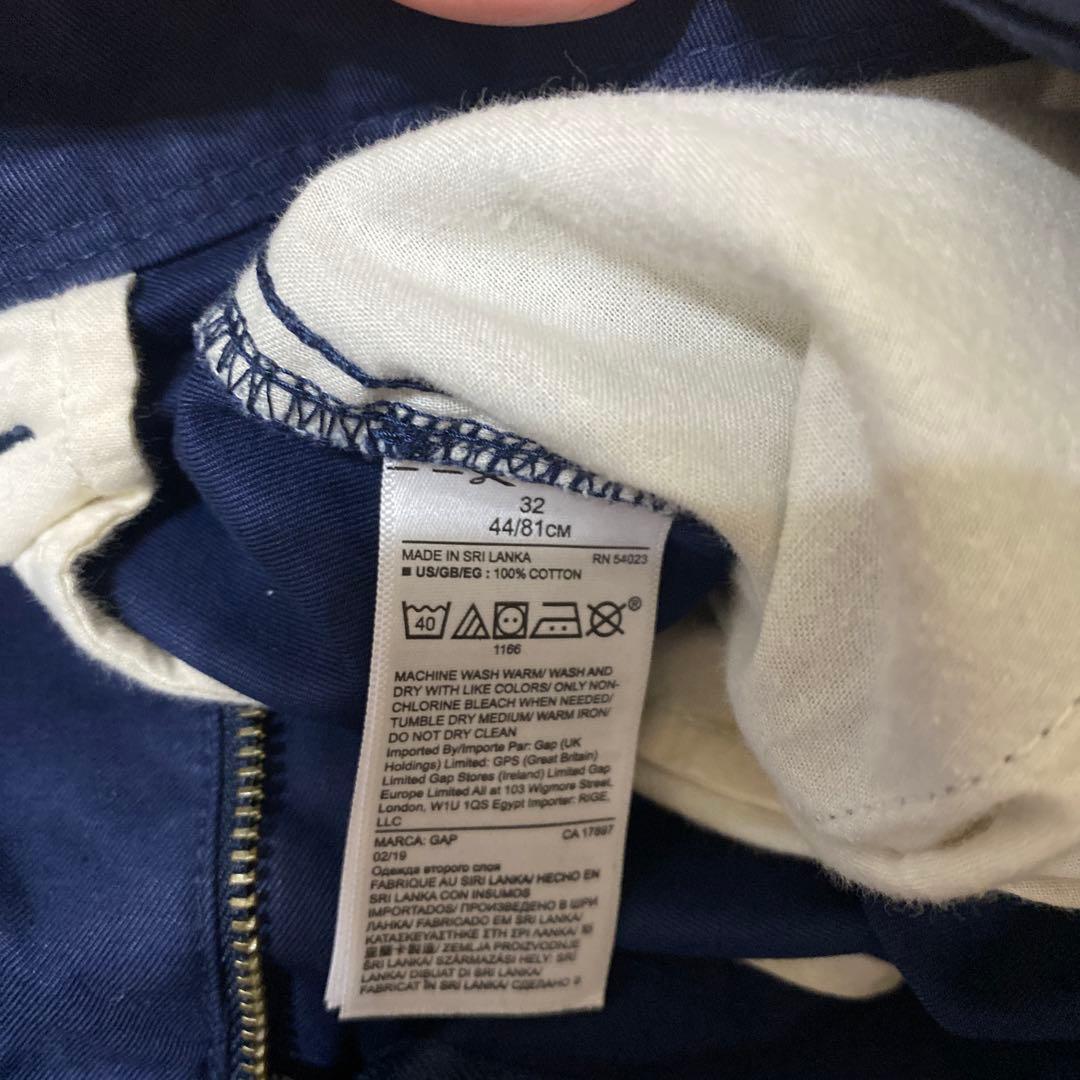 32
44/81CM
MADE IN SRI LANKA RN 54023
US/GB/EG : 100% COTTON
40
®
1166
MACHINE WASH WARM/ WASH AND
DRY WITH LIKE COLORS/ ONLY NON-
CHLORINE BLEACH WHEN NEEDED/
TUMBLE DRY MEDIUM/ WARM IRON/
DO NOT DRY CLEAN
Imported By/Importe Par: Gap (UK
Holdings) Limited: GPS (Great Britain)
Limited Gap Stores (Ireland) Limited Gap
Europe Limited All at 103 Wigmore Street,
London, W1U 1QS Egypt Importer: RIGE,
LLC
MARCA: GAP CA 17897
02/19
Одежда второго слоя
FABRIQUE AU SIRI LANKA/ HECHO EN
SRI LANKA CON INSUMOS
IMPORTADOS/ ПРОИЗВЕДЕНО В ШРИ
ЛАНКА/ FABRICADO EM SRI LANKA/
ΚΑΤΑΣΚΕΥΑΣΤΗΚΕ ΣΤΗ ΣΡΙ ΛΑΝΚΑ/
ZEMLJA PROIZVODNJE
SRI LANKA/ SZÁRMAZÁSI HELY: SRI
LANKA/ DIBUAT DI SRI LANKA/
FABRICAT ÎN SRI LANKA/ СДЕЛАНО